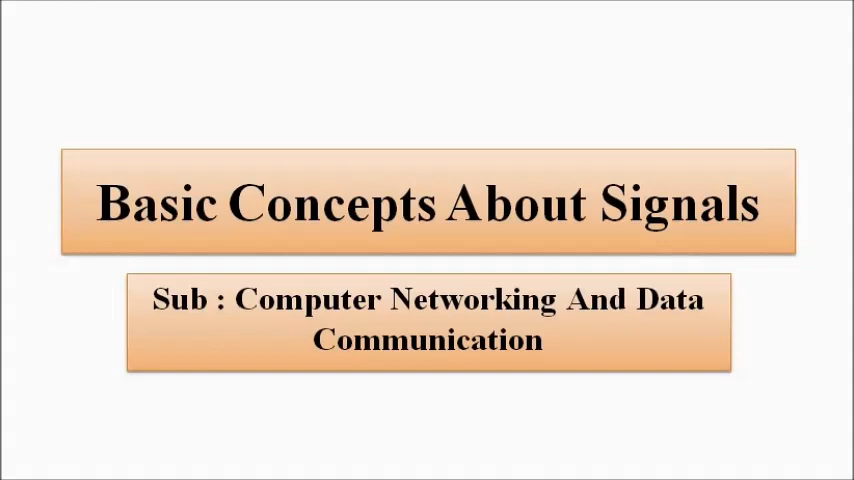 Basic Concepts About Signals
Sub : Computer Networking And Data
Communication